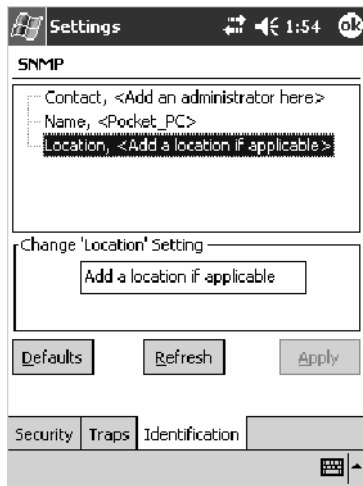 Settings 1:54 ok
SNMP
Contact, <Add an administrator here>
Name, <Pocket_PC>
Location, <Add a location if applicable>
Change 'Location' Setting
Add a location if applicable
Defaults Refresh Apply
Security Traps Identification